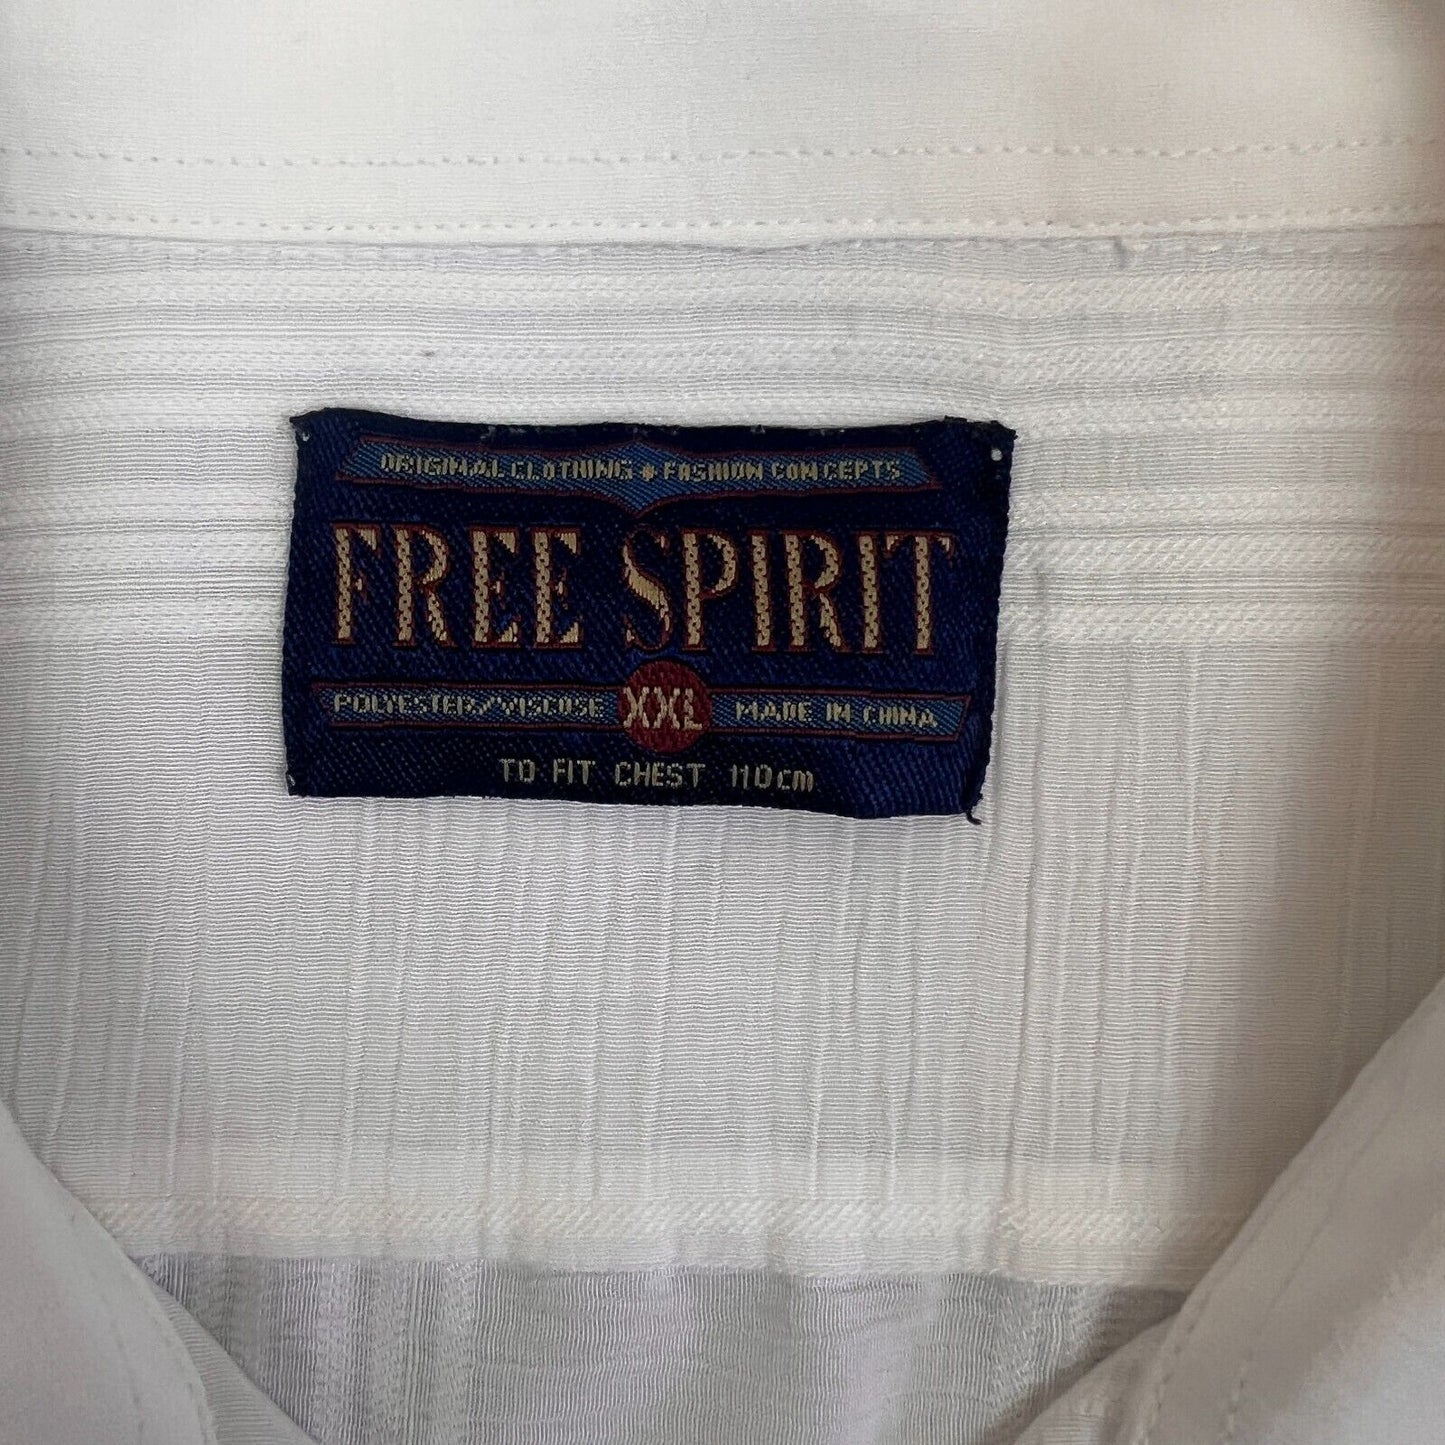 ORIGINAL CLOTHING ♦ FASHION CONCEPTS
FREE SPIRIT
POLYESTER/VISCOSE XXL MADE IN CHINA
TO FIT CHEST 110cm